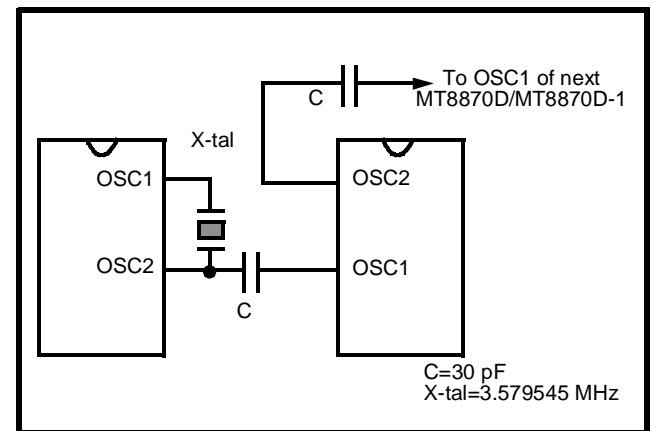 To OSC1 of next
MT8870D/MT8870D-1
C
X-tal
OSC1
OSC2
OSC2
OSC1
C
C=30 pF
X-tal=3.579545 MHz